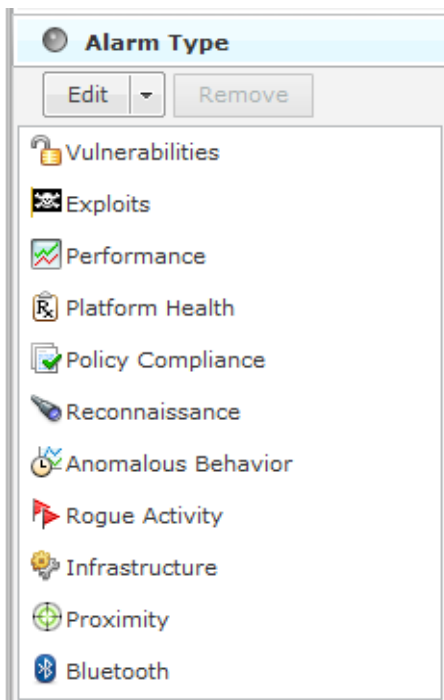 Alarm Type
Edit Remove
Vulnerabilities
Exploits
Performance
Platform Health
Policy Compliance
Reconnaissance
Anomalous Behavior
Rogue Activity
Infrastructure
Proximity
Bluetooth